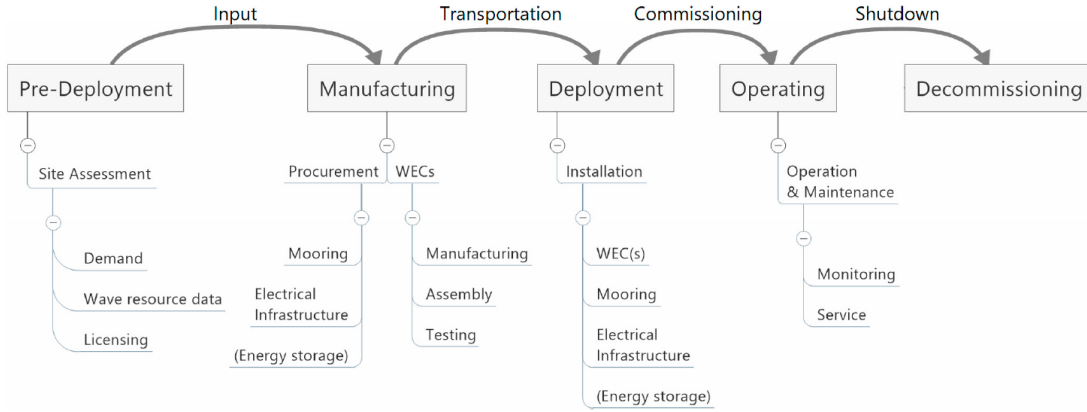 Input
Transportation
Commissioning
Shutdown
Pre-Deployment
Manufacturing
Deployment
Operating
Decommissioning
Site Assessment
Demand
Wave resource data
Licensing
Procurement
Mooring
Electrical
Infrastructure
(Energy storage)
WECs
Manufacturing
Assembly
Testing
Installation
WEC(s)
Mooring
Electrical
Infrastructure
(Energy storage)
Operation
& Maintenance
Monitoring
Service